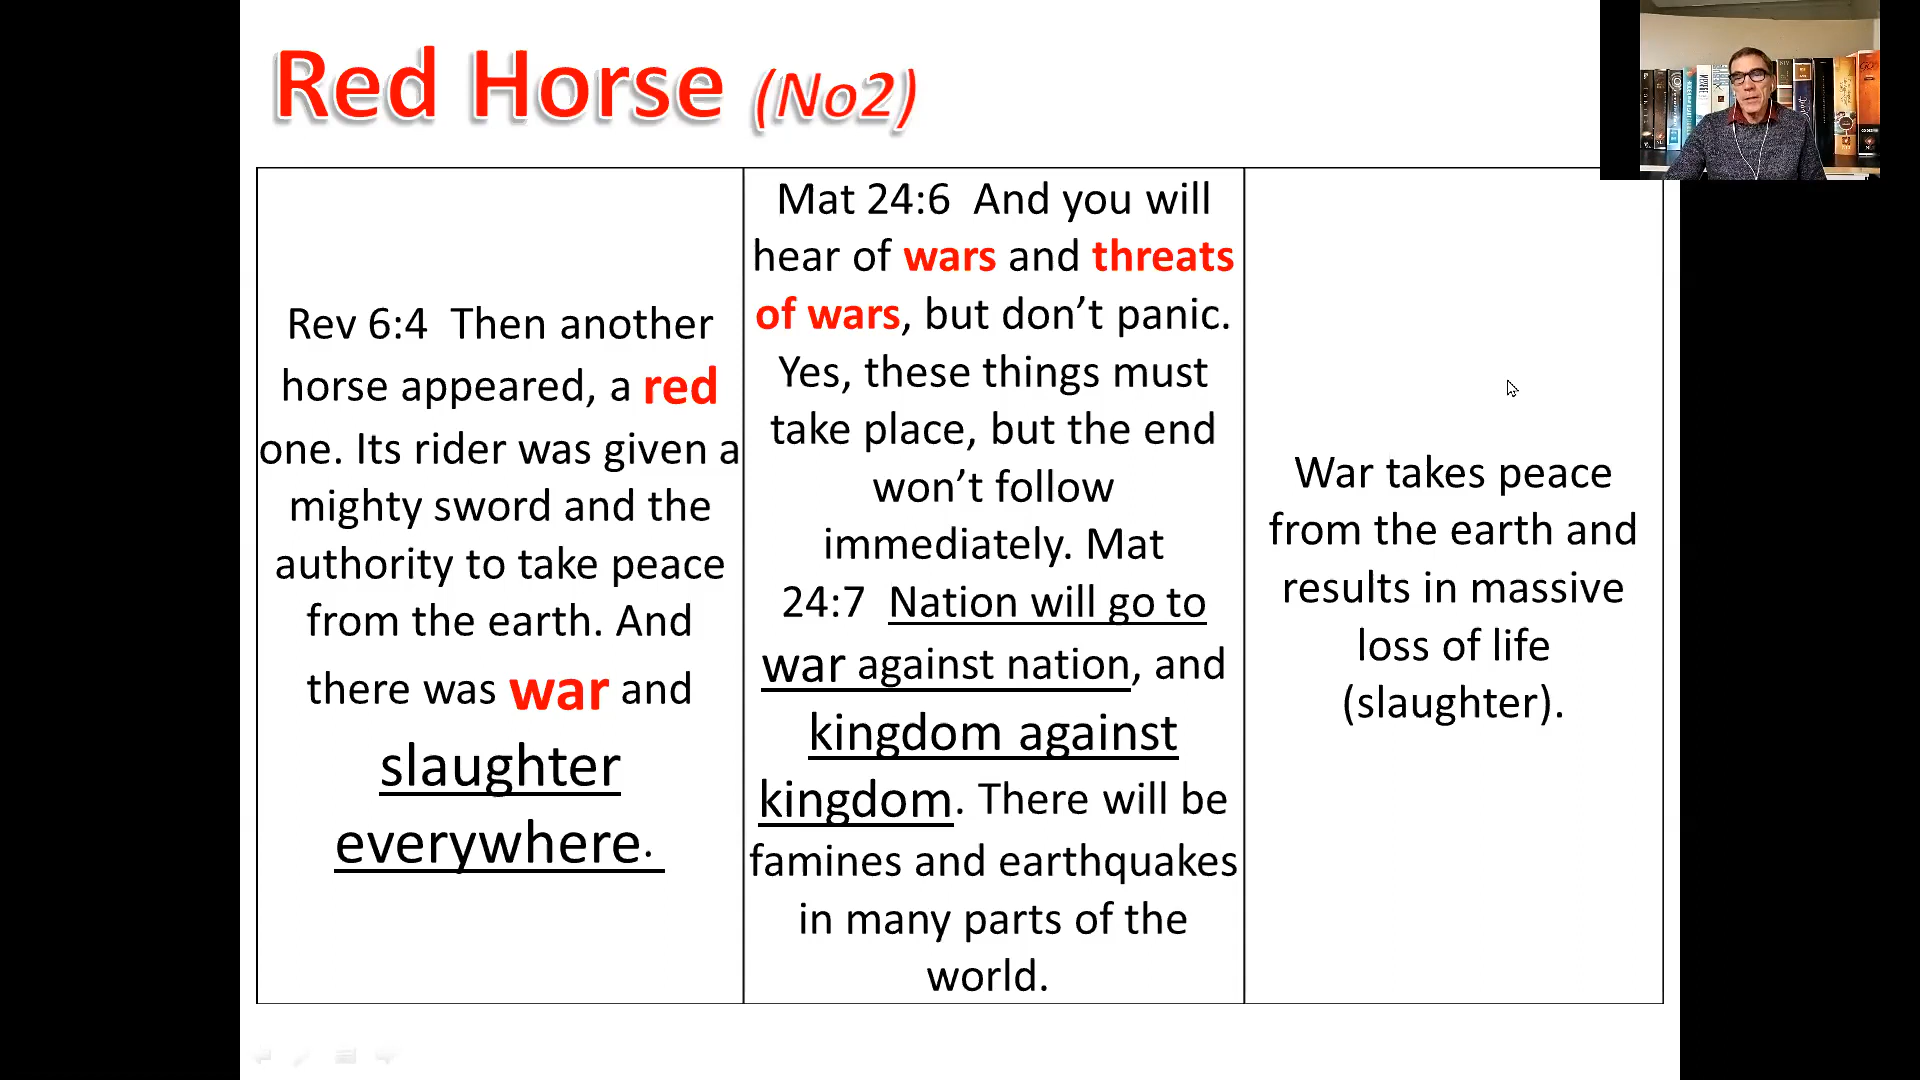 Red Horse (No2)
Rev 6:4  Then another
horse appeared, a red
one. Its rider was given a
mighty sword and the
authority to take peace
from the earth. And
there was war and
slaughter
everywhere.
Mat 24:6  And you will
hear of wars and threats
of wars, but don’t panic.
Yes, these things must
take place, but the end
won’t follow
immediately. Mat
24:7  Nation will go to
war against nation, and
kingdom against
kingdom. There will be
famines and earthquakes
in many parts of the
world.
War takes peace
from the earth and
results in massive
loss of life
(slaughter).